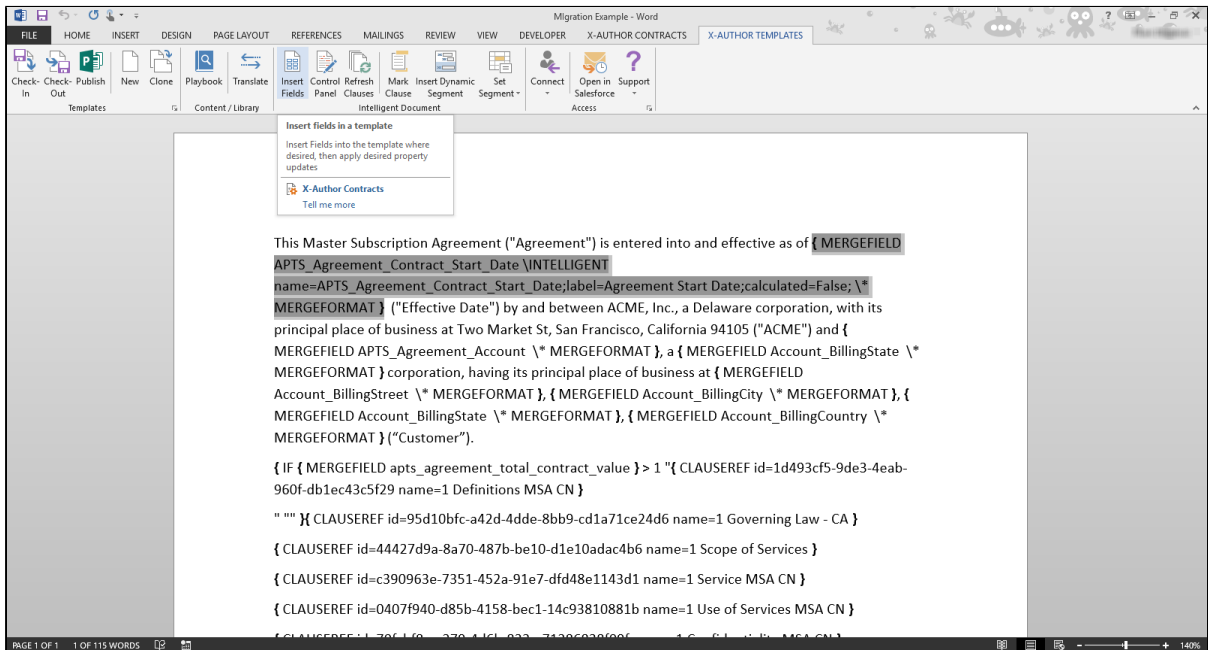 MIgration Example - Word
FILE HOME INSERT DESIGN PAGE LAYOUT REFERENCES MAILINGS REVIEW VIEW DEVELOPER X-AUTHOR CONTRACTS X-AUTHOR TEMPLATES
Check-In Check-Out Publish New Clone Playbook Translate Insert Fields Control Panel Refresh Clauses Mark Clause Insert Dynamic Segment Set Segment Connect Open in Salesforce Support
Templates Content / Library Intelligent Document Access
Insert fields in a template
Insert Fields into the template where
desired, then apply desired property
updates
X-Author Contracts
Tell me more
This Master Subscription Agreement ("Agreement") is entered into and effective as of { MERGEFIELD
APTS_Agreement_Contract_Start_Date \INTELLIGENT
name=APTS_Agreement_Contract_Start_Date;label=Agreement Start Date;calculated=False; \*
MERGEFORMAT } ("Effective Date") by and between ACME, Inc., a Delaware corporation, with its
principal place of business at Two Market St, San Francisco, California 94105 ("ACME") and {
MERGEFIELD APTS_Agreement_Account \* MERGEFORMAT }, a { MERGEFIELD Account_BillingState \*
MERGEFORMAT } corporation, having its principal place of business at { MERGEFIELD
Account_BillingStreet \* MERGEFORMAT }, { MERGEFIELD Account_BillingCity \* MERGEFORMAT }, {
MERGEFIELD Account_BillingState \* MERGEFORMAT }, { MERGEFIELD Account_BillingCountry \*
MERGEFORMAT } (“Customer”).
{ IF { MERGEFIELD apts_agreement_total_contract_value } > 1 "{ CLAUSEREF id=1d493cf5-9de3-4eab-
960f-db1ec43c5f29 name=1 Definitions MSA CN }
" "" }{ CLAUSEREF id=95d10bfc-a42d-4dde-8bb9-cd1a71ce24d6 name=1 Governing Law - CA }
{ CLAUSEREF id=44427d9a-8a70-487b-be10-d1e10adac4b6 name=1 Scope of Services }
{ CLAUSEREF id=c390963e-7351-452a-91e7-dfd48e1143d1 name=1 Service MSA CN }
{ CLAUSEREF id=0407f940-d85b-4158-bec1-14c93810881b name=1 Use of Services MSA CN }
PAGE 1 OF 1 1 OF 115 WORDS 140%